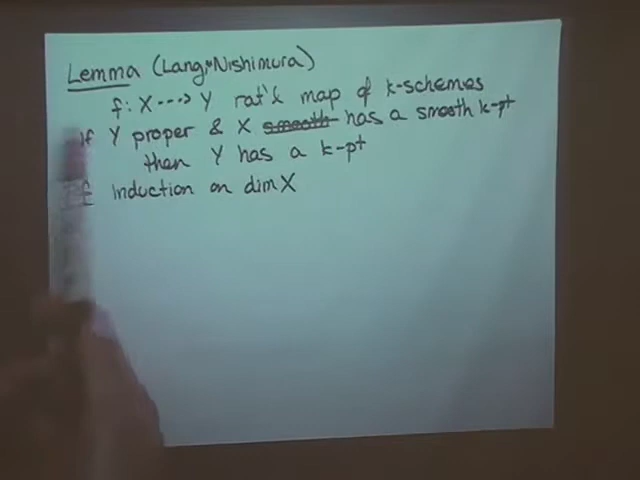 Lemma (Lang, Nishimura)
f: X ---> Y rat'l map of k-schemes
If Y proper & X smooth has a smooth k-pt
then Y has a k-pt
Pf Induction on dim X